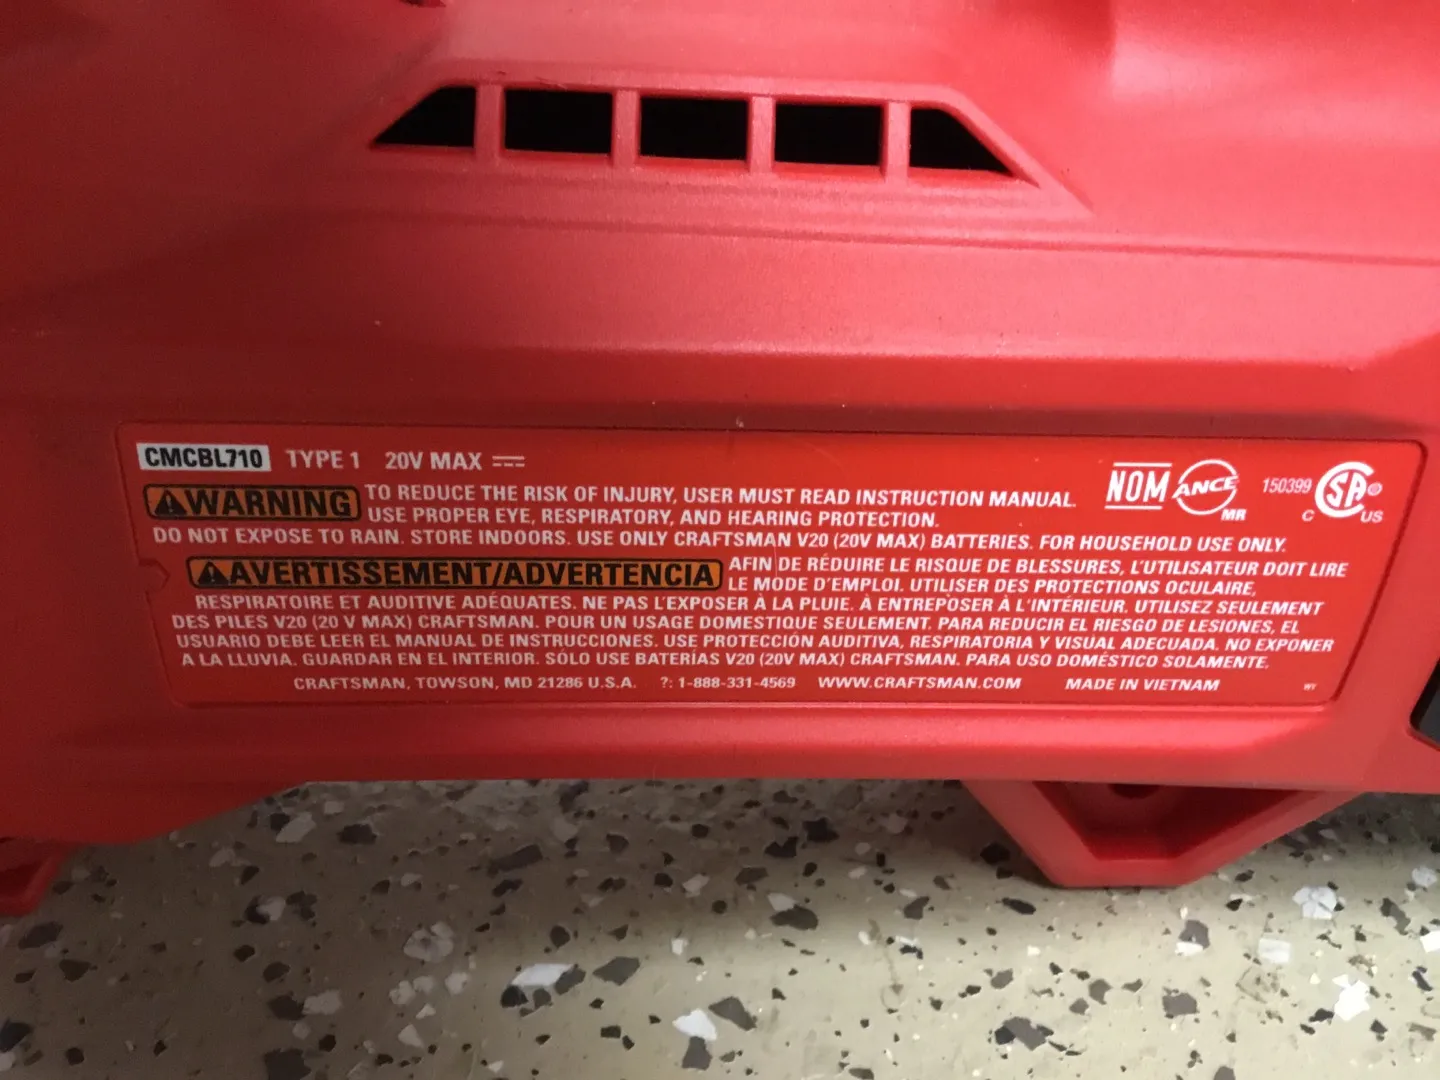 CMCBL710 TYPE 1 20V MAX
WARNING TO REDUCE THE RISK OF INJURY, USER MUST READ INSTRUCTION MANUAL.
USE PROPER EYE, RESPIRATORY, AND HEARING PROTECTION.
DO NOT EXPOSE TO RAIN. STORE INDOORS. USE ONLY CRAFTSMAN V20 (20V MAX) BATTERIES. FOR HOUSEHOLD USE ONLY.
NOM ANCE MR 150399 C SA US
AVERTISSEMENT/ADVERTENCIA AFIN DE RÉDUIRE LE RISQUE DE BLESSURES, L'UTILISATEUR DOIT LIRE
LE MODE D'EMPLOI. UTILISER DES PROTECTIONS OCULAIRE,
RESPIRATOIRE ET AUDITIVE ADÉQUATES. NE PAS L'EXPOSER À LA PLUIE. À ENTREPOSER À L'INTÉRIEUR. UTILISEZ SEULEMENT
DES PILES V20 (20 V MAX) CRAFTSMAN. POUR UN USAGE DOMESTIQUE SEULEMENT. PARA REDUCIR EL RIESGO DE LESIONES, EL
USUARIO DEBE LEER EL MANUAL DE INSTRUCCIONES. USE PROTECCIÓN AUDITIVA, RESPIRATORIA Y VISUAL ADECUADA. NO EXPONER
A LA LLUVIA. GUARDAR EN EL INTERIOR. SÓLO USE BATERÍAS V20 (20V MAX) CRAFTSMAN. PARA USO DOMÉSTICO SOLAMENTE.
CRAFTSMAN, TOWSON, MD 21286 U.S.A. ?: 1-888-331-4569 WWW.CRAFTSMAN.COM MADE IN VIETNAM